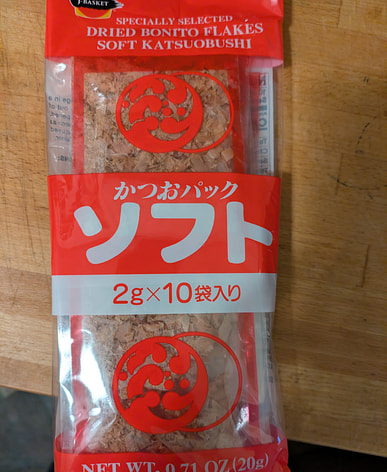 J-BASKET
SPECIALLY SELECTED
DRIED BONITO FLAKES
SOFT KATSUOBUSHI
かつおパック
ソフト
2g×10袋入り
NET WT. 0.71 OZ (20g)